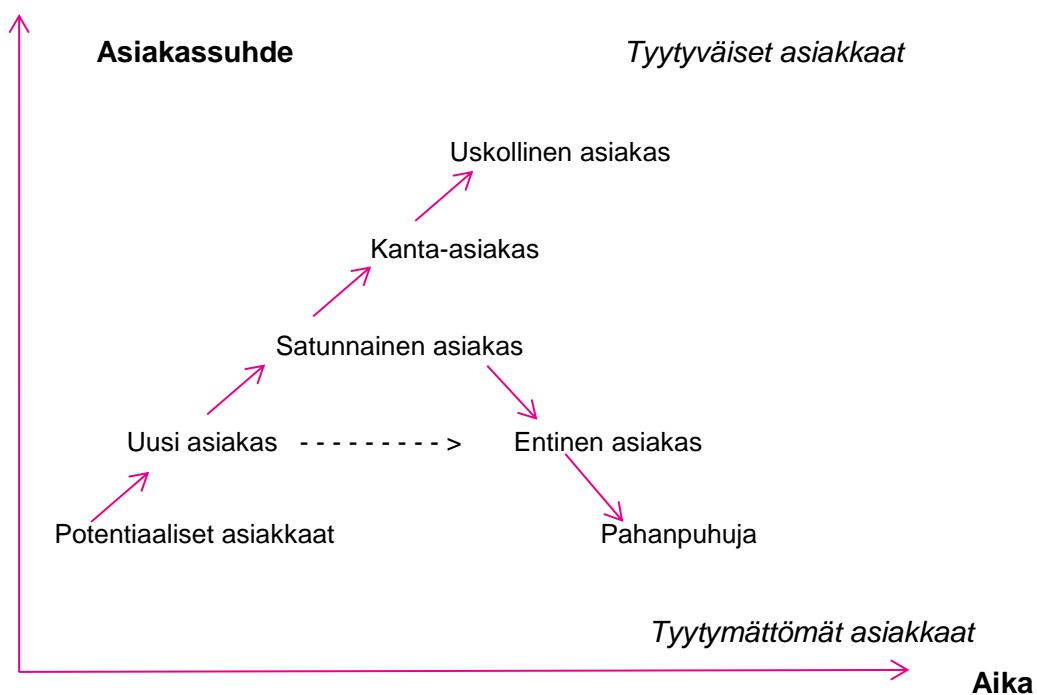 Asiakassuhde Tyytyväiset asiakkaat
Uskollinen asiakas
Kanta-asiakas
Satunnainen asiakas
Uusi asiakas - - - - - - - - - > Entinen asiakas
Potentiaaliset asiakkaat Pahanpuhuja
Tyytymättömät asiakkaat
Aika